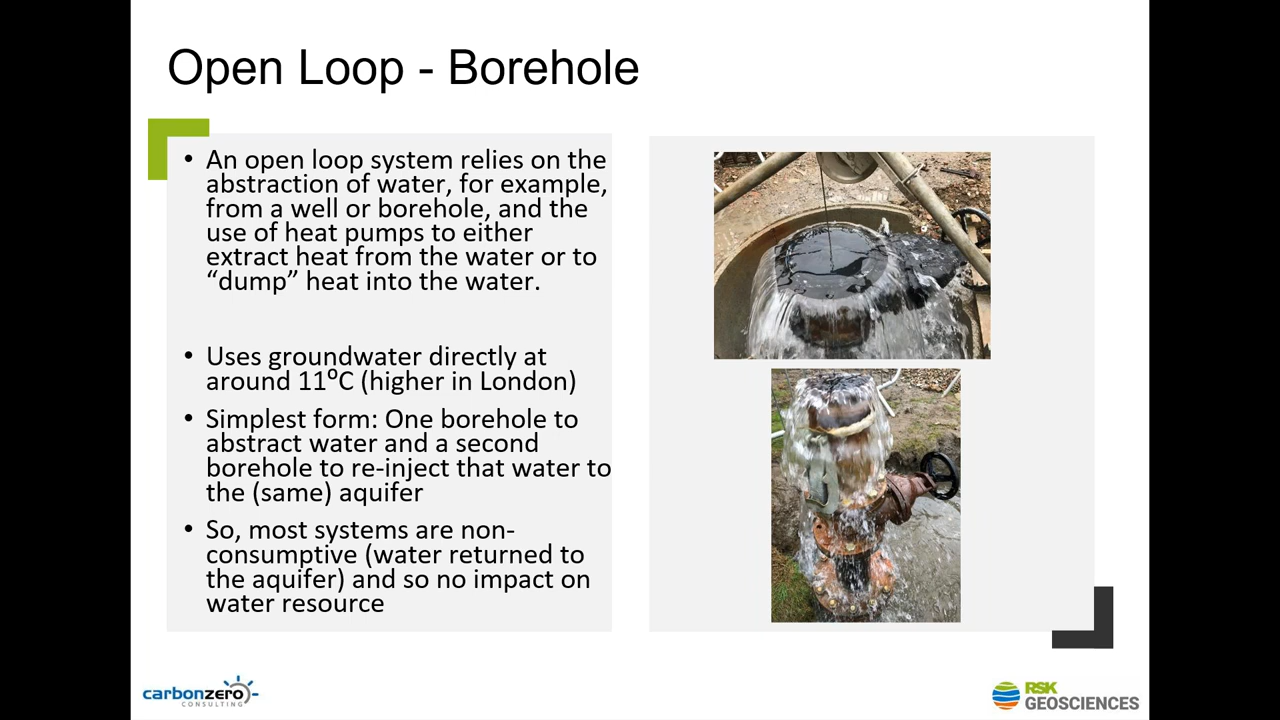 Open Loop - Borehole
• An open loop system relies on the
abstraction of water, for example,
from a well or borehole, and the
use of heat pumps to either
extract heat from the water or to
“dump” heat into the water.
• Uses groundwater directly at
around 11⁰C (higher in London)
• Simplest form: One borehole to
abstract water and a second
borehole to re-inject that water to
the (same) aquifer
• So, most systems are non-
consumptive (water returned to
the aquifer) and so no impact on
water resource
carbonzero
CONSULTING
RSK
GEOSCIENCES